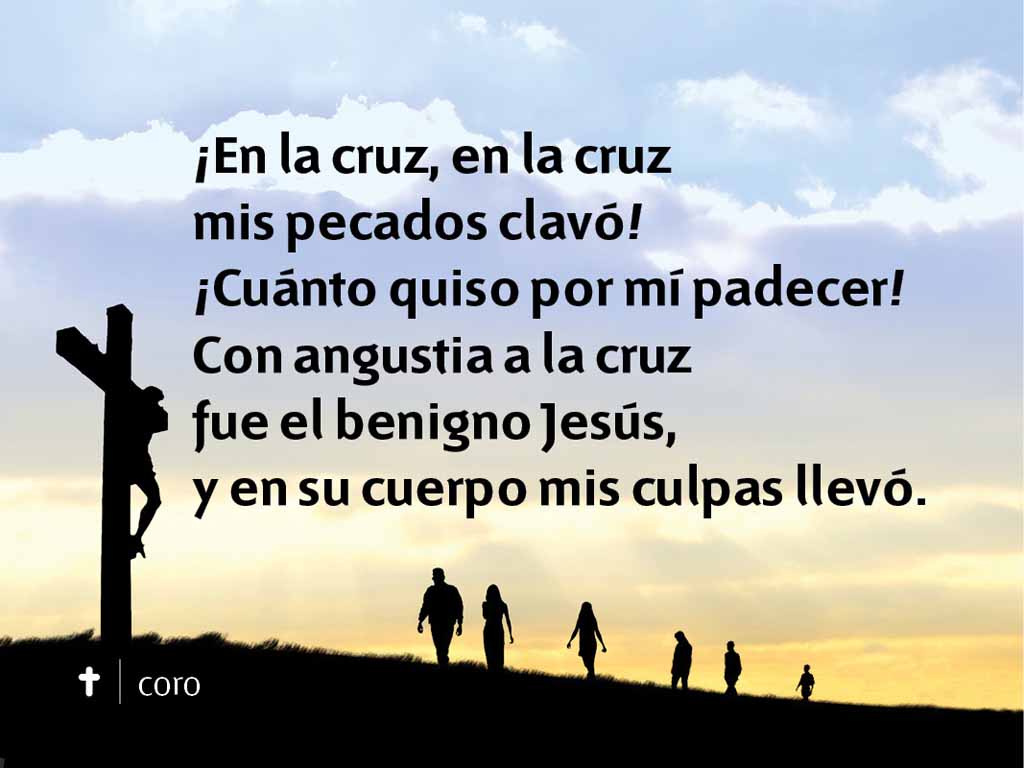 ¡En la cruz, en la cruz
mis pecados clavó!
¡Cuánto quiso por mí padecer!
Con angustia a la cruz
fue el benigno Jesús,
y en su cuerpo mis culpas llevó.
coro